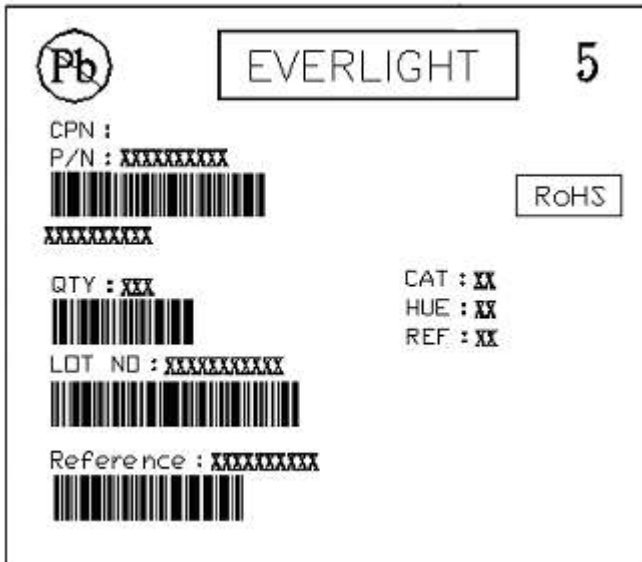 Pb
EVERLIGHT
5
CPN :
P/N : XXXXXXXXXX
RoHS
XXXXXXXXXX
QTY : XXX
CAT : XX
HUE : XX
REF : XX
LOT NO : XXXXXXXXXXX
Reference : XXXXXXXXXX